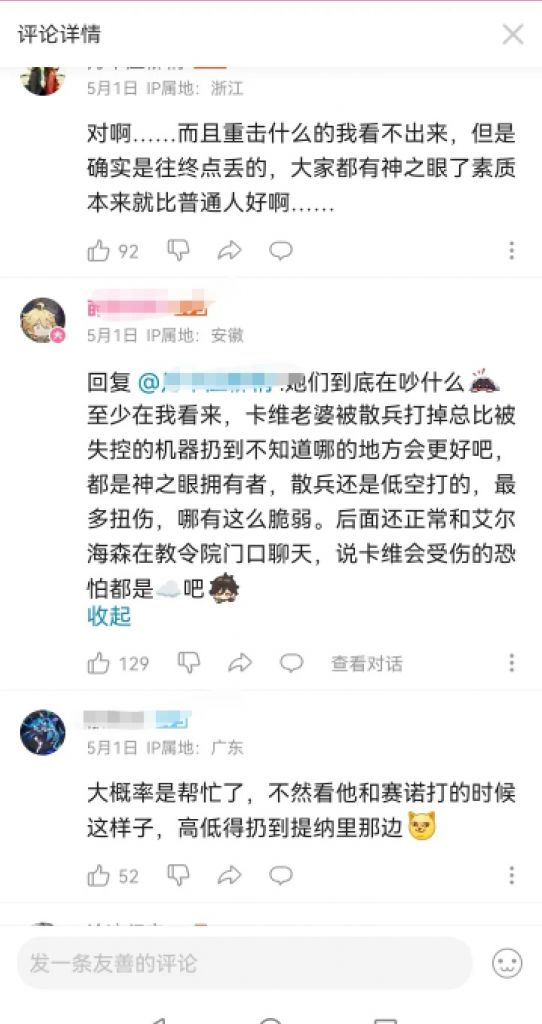 评论详情
5月1日 IP属地：浙江
对啊……而且重击什么的我看不出来，但是
确实是往终点丢的，大家都有神之眼了素质
本来就比普通人好啊……
92
5月1日 IP属地：安徽
回复 @ :她们到底在吵什么
至少在我看来，卡维老婆被散兵打掉总比被
失控的机器扔到不知道哪的地方会更好吧，
都是神之眼拥有者，散兵还是低空打的，最
多扭伤，哪有这么脆弱。后面还正常和艾尔
海森在教令院门口聊天，说卡维会受伤的恐
怕都是☁️吧
收起
129 查看对话
5月1日 IP属地：广东
大概率是帮忙了，不然看他和赛诺打的时候
这样子，高低得扔到提纳里那边
52
发一条友善的评论